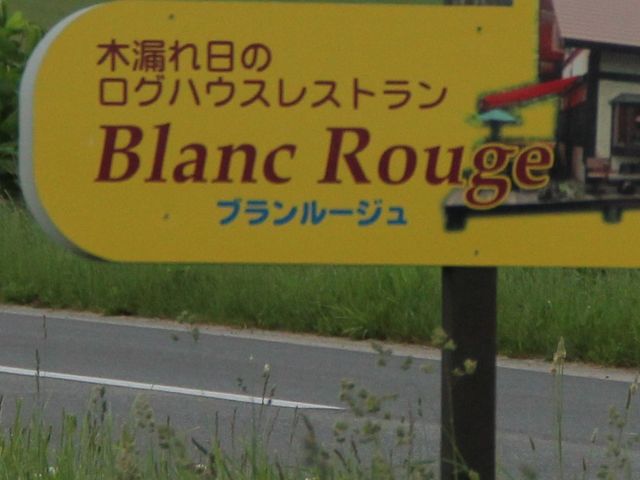 木漏れ日の
ログハウスレストラン
Blanc Rouge
ブランルージュ